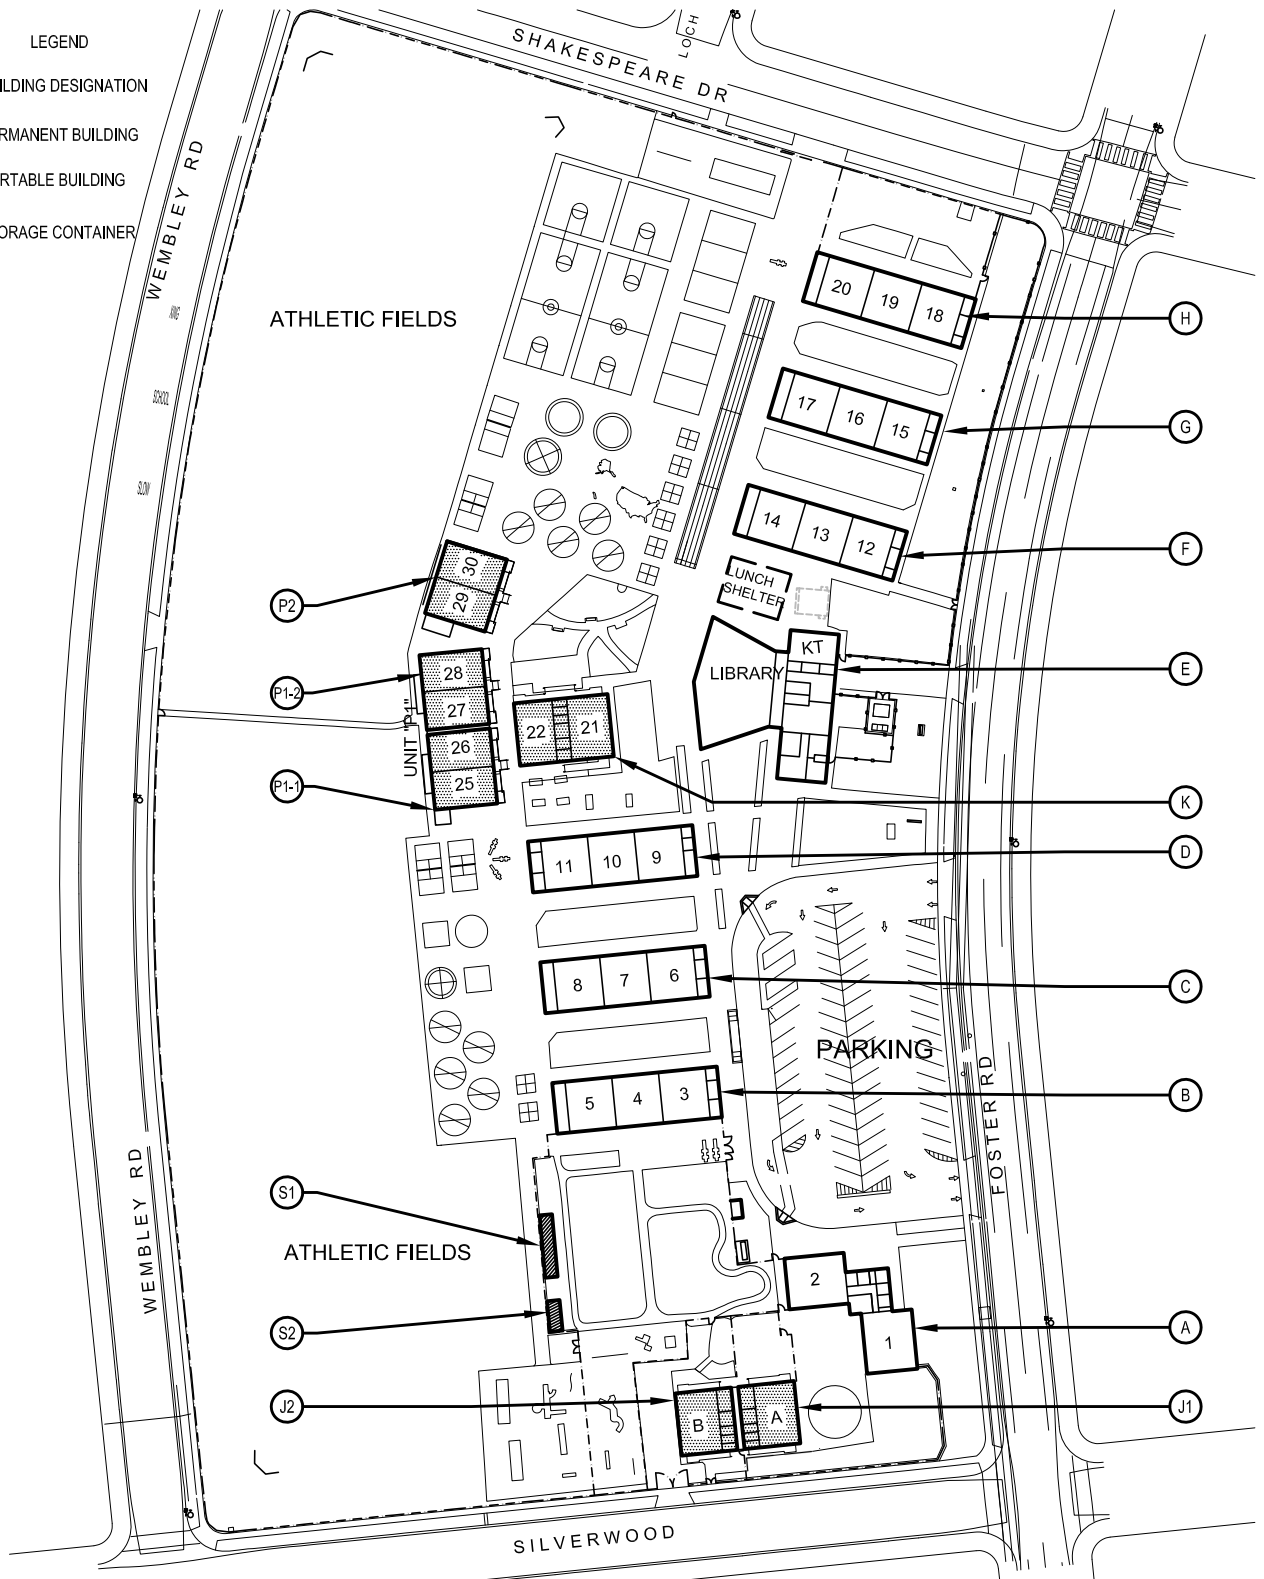 LEGEND
ILDING DESIGNATION
RMANENT BUILDING
RTABLE BUILDING
ORAGE CONTAINER
LOCH
SHAKESPEARE DR
WEMBLEY RD
KING
SCHOOL
SLOW
ATHLETIC FIELDS
20 19 18
H
17 16 15
G
14 13 12
F
LUNCH
SHELTER
30
29
P2
KT
LIBRARY
E
28
27
P1-2
UNIT "P1"
26
25
P1-1
22 21
K
11 10 9
D
8 7 6
C
PARKING
FOSTER RD
5 4 3
B
WEMBLEY RD
S1
ATHLETIC FIELDS
S2
2
1
A
J2
B A
J1
SILVERWOOD